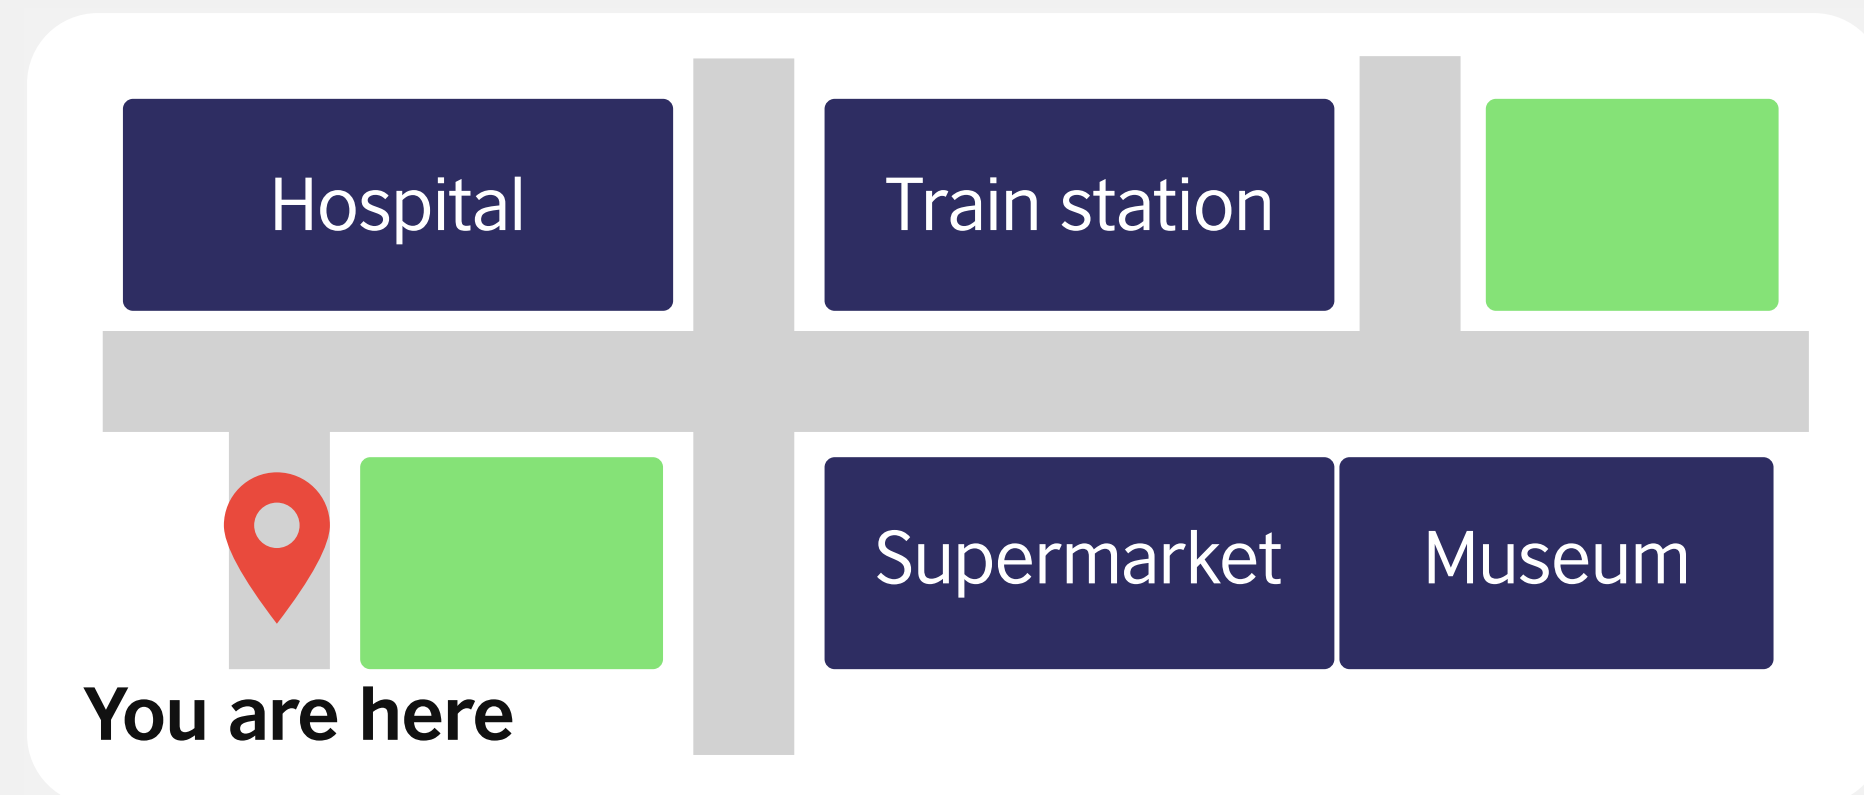 Hospital
Train station
Supermarket
Museum
You are here